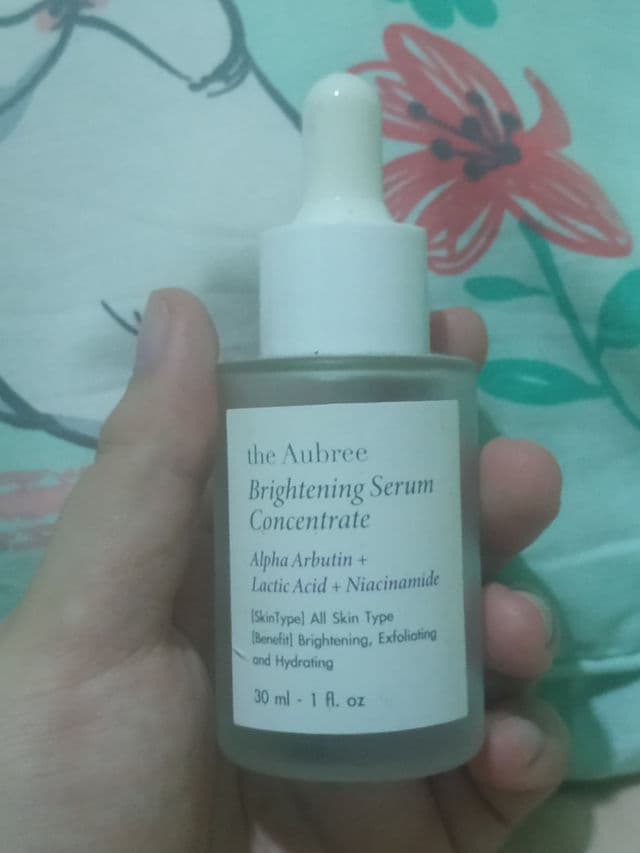 the Aubree
Brightening Serum
Concentrate
Alpha Arbutin +
Lactic Acid + Niacinamide
[SkinType] All Skin Type
[Benefit] Brightening, Exfoliating
and Hydrating
30 ml - 1 fl. oz